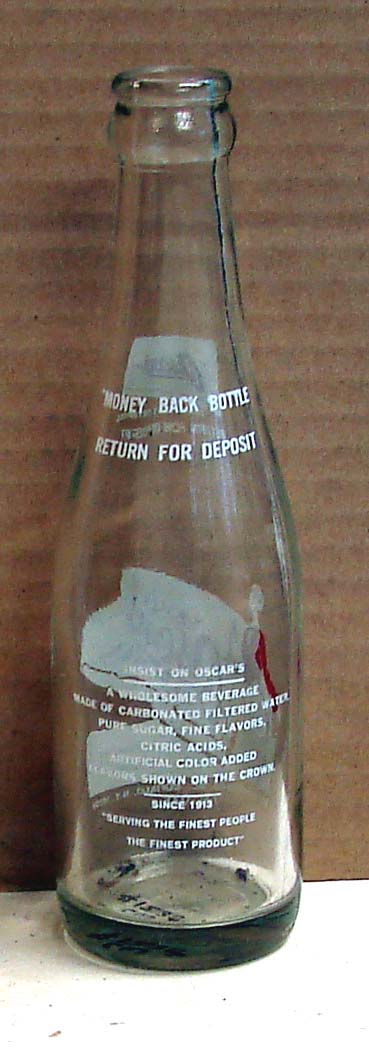 "MONEY BACK BOTTLE
RETURN FOR DEPOSIT
INSIST ON OSCAR'S
A WHOLESOME BEVERAGE
MADE OF CARBONATED FILTERED WATER,
PURE SUGAR, FINE FLAVORS,
CITRIC ACIDS,
ARTIFICIAL COLOR ADDED
FLAVORS SHOWN ON THE CROWN.
SINCE 1913
"SERVING THE FINEST PEOPLE
THE FINEST PRODUCT"